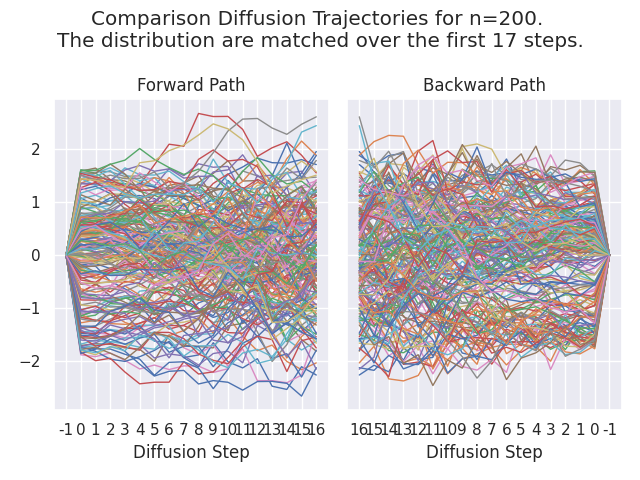 Comparison Diffusion Trajectories for n=200.
The distribution are matched over the first 17 steps.
Forward Path
Backward Path
2
1
0
−1
−2
-1 0 1 2 3 4 5 6 7 8 9 10 11 12 13 14 15 16
16 15 14 13 12 11 10 9 8 7 6 5 4 3 2 1 0 -1
Diffusion Step
Diffusion Step